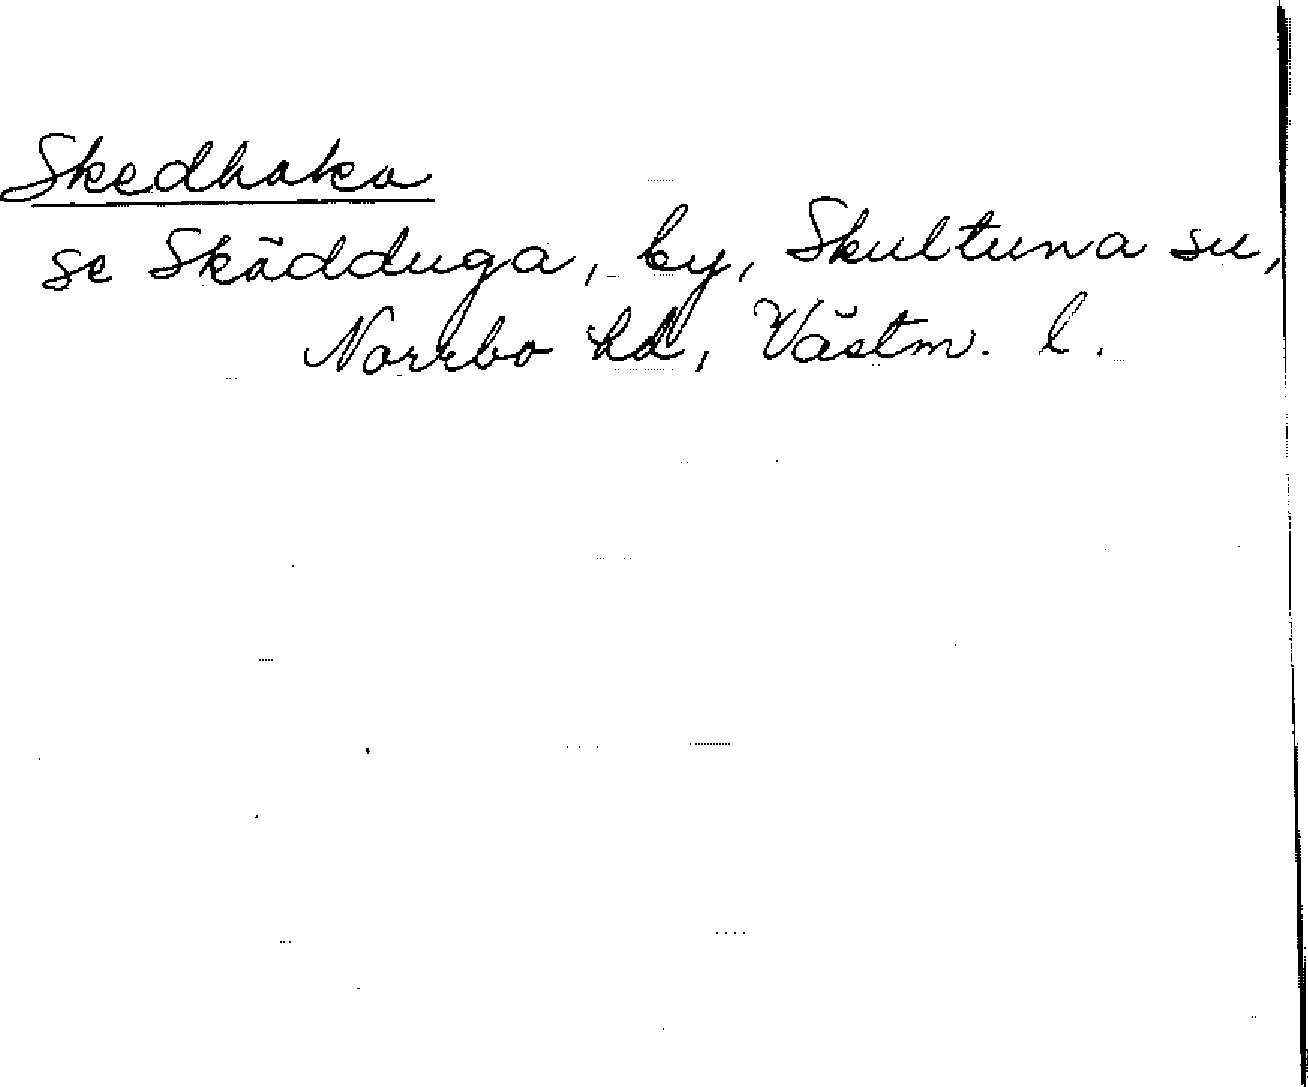 Skedhaka
se Skädduga, by, Skultuna sn,
Norrbo hd, Västm. l.